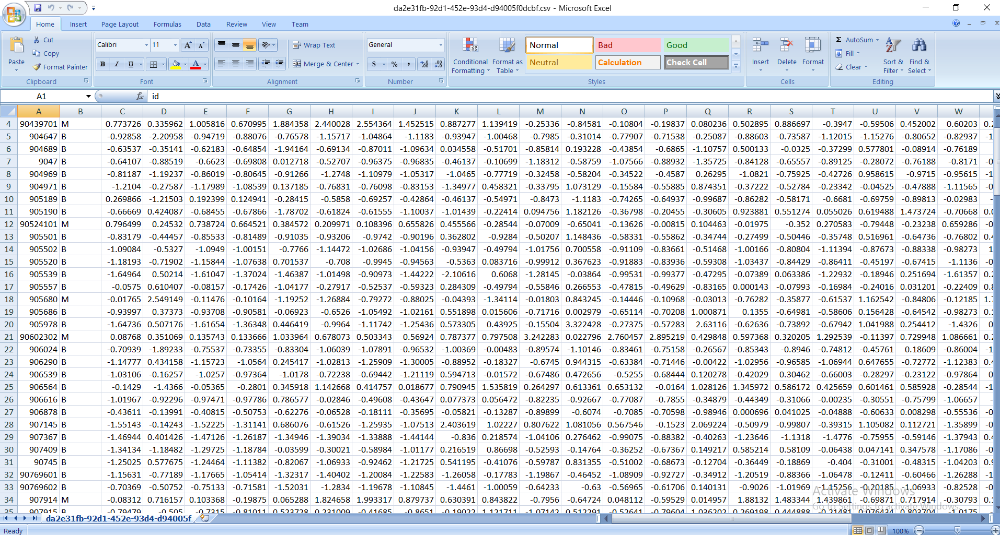 da2e31fb-92d1-452e-93d4-d94005f0dcbf.csv - Microsoft Excel
Home Insert Page Layout Formulas Data Review View Team
Cut
Copy
Format Painter
Paste
Clipboard
Calibri 11
B I U
Font
Wrap Text
Merge & Center
Alignment
General
$ % ,
Number
Conditional Formatting
Format as Table
Normal Bad Good
Neutral Calculation Check Cell
Styles
Insert Delete Format
Cells
Σ AutoSum
Fill
Clear
Sort & Filter
Find & Select
Editing
A1 fx id
A B C D E F G H I J K L M N O P Q R S T U V W
4 90439701 M 0.773726 0.335962 1.005816 0.670995 1.884358 2.440028 2.554364 1.452515 0.887277 1.139419 -0.25336 -0.84581 -0.10804 -0.19837 0.080236 0.502895 0.886697 -0.3947 -0.59506 0.452002 0.60203
5 904647 B -0.92858 -2.20958 -0.94719 -0.88076 -0.76578 -1.15717 -1.04864 -1.1183 -0.93947 -1.00468 -0.7985 -0.31014 -0.77907 -0.71538 -0.25087 -0.88603 -0.73587 -1.12015 -1.15276 -0.80652 -0.82937
6 904689 B -0.63537 -0.35141 -0.62183 -0.64854 -1.94164 -0.69134 -0.87011 -1.09634 0.034558 -0.51701 -0.85814 0.193228 -0.43854 -0.6865 -1.10757 0.500133 -0.0325 -0.37299 0.577801 -0.08914 -0.76189
7 9047 B -0.64107 -0.88519 -0.6623 -0.69808 0.012718 -0.52707 -0.96375 -0.96835 -0.46137 -0.10699 -1.18312 -0.58759 -1.07566 -0.88932 -1.35725 -0.84128 -0.65557 -0.89125 -0.28072 -0.76188 -0.8171
8 904969 B -0.81187 -1.19237 -0.86019 -0.80645 -0.91266 -1.2748 -1.10979 -1.05317 -1.0465 -0.77719 -0.32458 -0.58204 -0.34522 -0.4587 0.26295 -1.0821 -0.75925 -0.42726 0.958615 -0.9715 -0.95615
9 904971 B -1.2104 -0.27587 -1.17989 -1.08539 0.137185 -0.76831 -0.76098 -0.83153 -1.34977 0.458321 -0.33795 1.073129 -0.15584 -0.55885 0.874351 -0.37222 -0.52784 -0.23342 -0.04525 -0.47888 -1.11565
10 905189 B 0.269866 -1.21503 0.192399 0.124941 -0.28415 -0.5858 -0.69257 -0.42864 -0.46137 -0.54971 -0.8473 -1.1183 -0.74265 -0.64937 -0.99687 -0.86282 -0.58171 -0.6681 -0.69759 -0.89813 -0.02983
11 905190 B -0.66669 0.424087 -0.68455 -0.67866 -1.78702 -0.61824 -0.61555 -1.10037 -1.01439 -0.22414 0.094756 1.182126 -0.36798 -0.20455 -0.30605 0.923881 0.551274 0.055026 0.619488 1.473724 -0.70668
12 90524101 M 0.796499 0.24532 0.738724 0.664521 0.384572 0.209971 0.108396 0.655826 0.455566 -0.28544 -0.07009 -0.65041 -0.13626 -0.00815 0.104463 -0.01975 -0.352 0.270583 -0.79448 -0.23238 0.659286
13 905501 B -0.83179 -0.44457 -0.85533 -0.81489 -0.91035 -0.93206 -0.9742 -0.90196 0.362802 -0.9284 -0.50207 1.148436 -0.58331 -0.55862 -0.34744 -0.27499 -0.50446 -0.35748 0.516961 -0.64736 -0.76802
14 905502 B -1.09084 -0.5327 -1.0949 -1.00151 -0.7766 -1.14472 -1.02686 -1.04156 -0.93947 -0.49794 -1.01756 0.700558 -0.91109 -0.83661 -0.51468 -1.00166 -0.80804 -1.11394 -0.87673 -0.88338 -0.98273
15 905520 B -1.18193 -0.71902 -1.15844 -1.07638 0.701537 -0.708 -0.9945 -0.94563 -0.5363 0.083716 -0.99912 0.367623 -0.91883 -0.83936 -0.59308 -1.03437 -0.84429 -0.86411 -0.45197 -0.67415 -1.1136
16 905539 B -1.64964 0.50214 -1.61047 -1.37024 -1.46387 -1.01498 -0.90973 -1.44222 -2.10616 0.6068 -1.28145 -0.03864 -0.99531 -0.99377 -0.47295 -0.07389 0.063386 -1.22932 -0.18946 0.251694 -1.61357
17 905557 B -0.0575 0.610407 -0.08157 -0.17426 -1.04177 -0.27917 -0.52537 -0.59323 0.284309 -0.49794 -0.55846 0.266553 -0.47815 -0.49629 -0.83165 0.000143 -0.07993 -0.16984 -0.24016 0.031201 -0.22409
18 905680 M -0.01765 2.549149 -0.11476 -0.10164 -1.19252 -1.26884 -0.79272 -0.88025 -0.04393 -1.34114 -0.01803 0.843245 -0.14446 -0.10968 -0.03013 -0.76282 -0.35877 -0.61537 1.162542 -0.84806 -0.12185
19 905686 B -0.93997 0.37373 -0.93708 -0.90581 -0.06923 -0.6526 -1.05492 -1.02161 0.551898 0.015606 -0.71716 0.002979 -0.65114 -0.70208 1.000871 0.1355 -0.64981 -0.58606 0.156428 -0.64542 -0.98273
20 905978 B -1.64736 0.507176 -1.61654 -1.36348 0.446419 -0.9964 -1.11742 -1.25436 0.573305 0.43925 -0.15504 3.322428 -0.27375 -0.57283 2.63116 -0.62636 -0.73892 -0.67942 1.041988 0.254412 -1.4326
21 90602302 M 0.08768 0.351069 0.135743 0.133666 1.033964 0.678073 0.503343 0.56924 0.787377 0.797508 3.242283 0.022796 2.760457 2.895219 0.429848 0.597368 0.320205 1.292539 -0.11397 0.729948 1.086661
22 906024 B -0.70939 -1.89233 -0.75537 -0.73355 -0.83304 -1.06039 -1.07891 -0.96532 -1.00369 -0.00483 -0.89574 -1.10146 -0.83461 -0.75158 -0.26567 -0.85343 -0.8946 -0.74812 -0.45761 0.18609 -0.86004
23 906290 B -1.14777 0.434158 -1.15723 -1.0564 0.245417 -1.02813 -1.25909 -1.30005 -0.88952 -0.18327 -0.6745 0.944315 -0.63384 -0.71446 -0.00422 -1.02956 -0.96585 -1.06944 0.647655 -0.72772 -1.12383
24 906539 B -1.03106 -0.16257 -1.0257 -0.97364 -1.0178 -0.72238 -0.69442 -1.21119 0.594713 -0.01572 -0.67486 0.472656 -0.5255 -0.68444 0.120278 -0.42029 0.30462 -0.66003 -0.28297 -0.23122 -0.97864
25 906564 B -0.1429 -1.4366 -0.05365 -0.2801 0.345918 1.142668 0.414757 0.018677 0.790945 1.535819 0.264297 0.613361 0.653132 -0.0164 1.028126 1.345972 0.586172 0.425659 0.601461 0.585928 -0.28544
26 906616 B -1.01967 -0.92296 -0.97471 -0.97786 0.786577 -0.02846 -0.49608 -0.43647 0.077373 0.056472 -0.82235 -0.92667 -0.77087 -0.7855 -0.34879 -0.44349 -0.31066 -0.00235 -0.30551 -0.75799 -1.06657
27 906878 B -0.43611 -0.13991 -0.40815 -0.50753 -0.62276 -0.06528 -0.18111 -0.35695 -0.05821 -0.13287 -0.89899 -0.6074 -0.7085 -0.70598 -0.98946 0.000696 0.041025 -0.04888 -0.60633 0.008298 -0.55536
28 907145 B -1.55143 -0.14243 -1.52225 -1.31141 0.686076 -0.61526 -1.25935 -1.07513 2.403619 1.02227 0.807622 1.081056 0.567546 -0.1523 2.069224 -0.50979 -0.99807 -0.39315 1.105082 0.112721 -1.35899
29 907367 B -1.46944 0.401426 -1.47126 -1.26187 -1.34946 -1.39034 -1.33888 -1.44144 -0.836 0.218574 -1.04106 0.276462 -0.99075 -0.88382 -0.40263 -1.23646 -1.1318 -1.4776 -0.75955 -0.59146 -1.37943
30 907409 B -1.34134 -1.18482 -1.29725 -1.18784 -0.03599 -0.30021 -0.58984 -1.01177 0.216519 0.86698 -0.52593 -0.14764 -0.36252 -0.67367 0.149217 0.585214 0.58109 -0.06438 0.047141 0.347578 -1.17086
31 90745 B -1.25025 0.577675 -1.24464 -1.11382 -0.82067 -1.06933 -0.92462 -1.21725 0.541195 -0.41076 -0.59787 0.831355 -0.51002 -0.68673 -0.12704 -0.36449 -0.18869 -0.404 -0.31001 -0.48315 -1.04203
32 90769601 B -1.15631 -0.77189 -1.17665 -1.05414 -1.32317 -1.40402 -1.20084 -1.22583 -1.26058 -0.17783 -1.19867 -0.46452 -1.08909 -0.92727 -0.34912 -1.20519 -0.88366 -1.06478 -0.12411 -0.60466 -1.26288
33 90769602 B -0.70369 -0.50752 -0.75133 -0.71581 -1.52031 -1.2834 -1.19678 -1.10845 -1.4461 -1.00059 -0.64233 -0.63 -0.56965 -0.61706 0.140131 -0.9026 -1.01969 -1.15256 -0.20185 -1.06933 -0.82528
34 907914 M -0.08312 0.716157 0.103368 -0.19875 0.065288 1.824658 1.993317 0.879737 0.630391 0.843822 -0.7956 -0.64724 0.048112 -0.59529 0.014957 1.88132 1.483344 1.439861 -0.69871 0.717914 -0.30793
Activate Windows
Go to Settings to activate Windows.
da2e31fb-92d1-452e-93d4-d94005f
Ready 100%